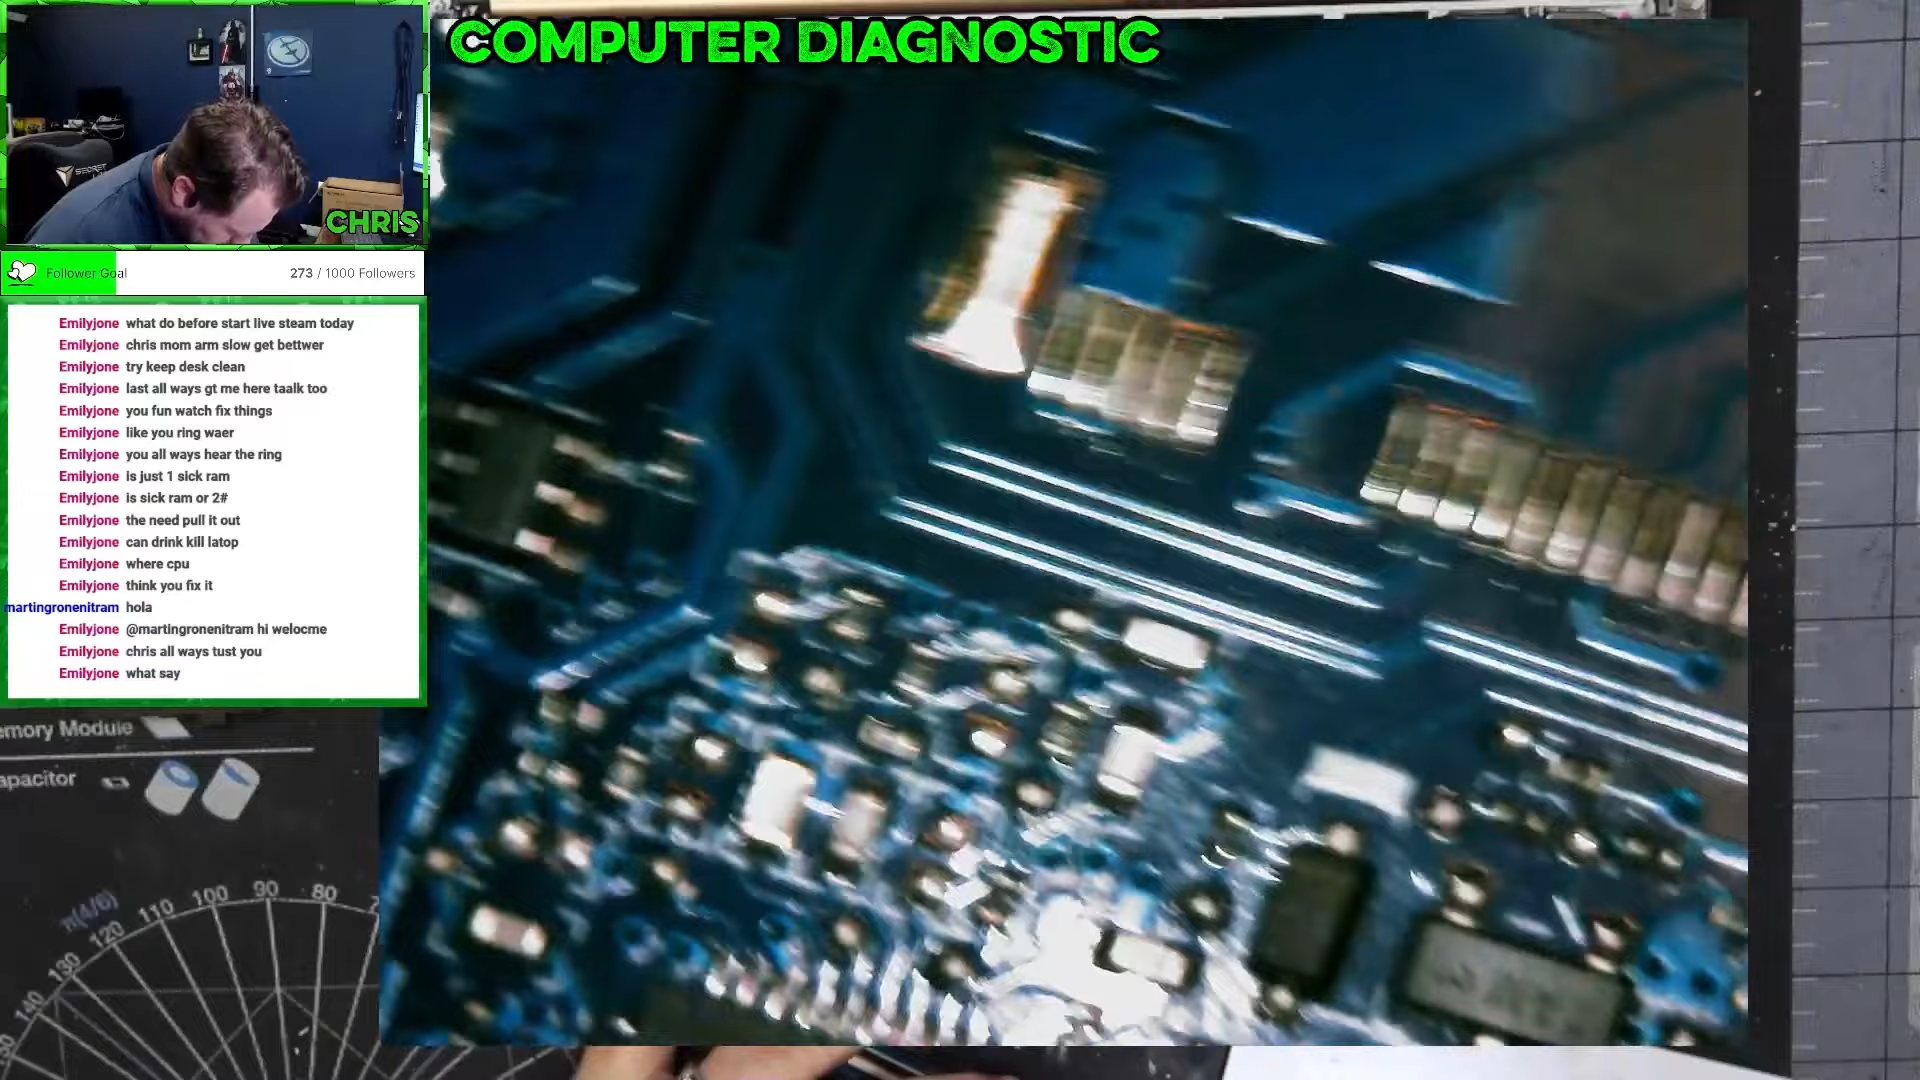 COMPUTER DIAGNOSTIC
CHRIS
Follower Goal 273 / 1000 Followers
Emilyjone what do before start live steam today
Emilyjone chris mom arm slow get bettwer
Emilyjone try keep desk clean
Emilyjone last all ways gt me here taalk too
Emilyjone you fun watch fix things
Emilyjone like you ring waer
Emilyjone you all ways hear the ring
Emilyjone is just 1 sick ram
Emilyjone is sick ram or 2#
Emilyjone the need pull it out
Emilyjone can drink kill latop
Emilyjone where cpu
Emilyjone think you fix it
martingronenitram hola
Emilyjone @martingronenitram hi welocme
Emilyjone chris all ways tust you
Emilyjone what say
emory Module
apacitor
π(4/6)
140 130 120 110 100 90 80